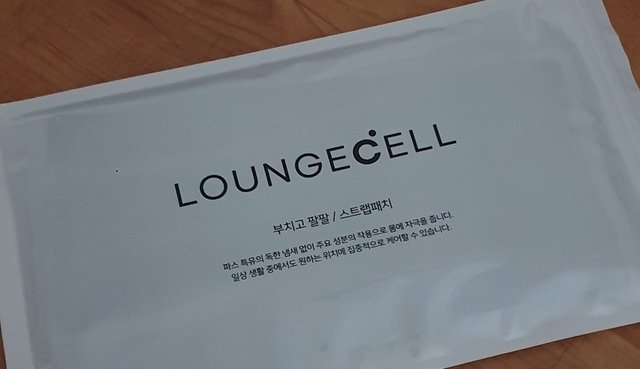 LOUNGECELL
부치고 팔팔 / 스트랩패치
파스 특유의 독한 냄새 없이 주요 성분의 작용으로 몸에 자극을 줍니다.
일상 생활 중에서도 원하는 위치에 집중적으로 케어할 수 있습니다.